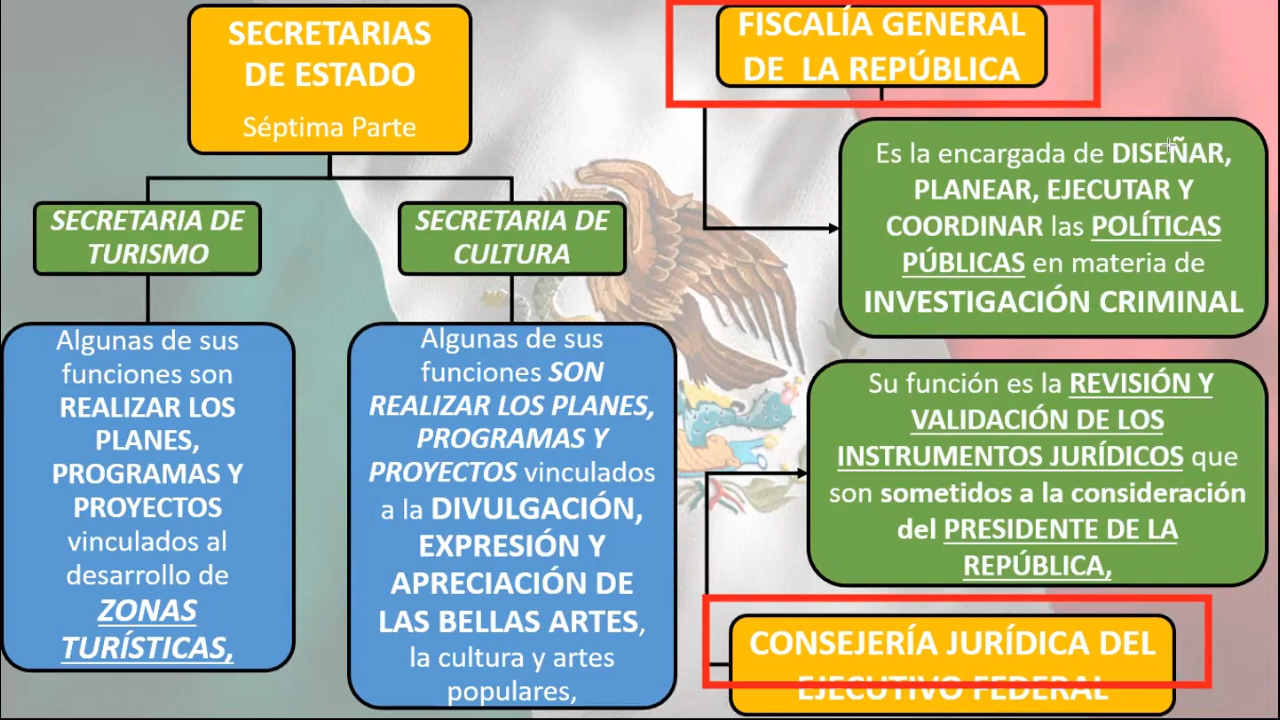 SECRETARIAS
DE ESTADO
Séptima Parte
SECRETARIA DE
TURISMO
Algunas de sus
funciones son
REALIZAR LOS
PLANES,
PROGRAMAS Y
PROYECTOS
vinculados al
desarrollo de
ZONAS
TURÍSTICAS,
SECRETARIA DE
CULTURA
Algunas de sus
funciones SON
REALIZAR LOS PLANES,
PROGRAMAS Y
PROYECTOS vinculados
a la DIVULGACIÓN,
EXPRESIÓN Y
APRECIACIÓN DE
LAS BELLAS ARTES,
la cultura y artes
populares,
FISCALÍA GENERAL
DE LA REPÚBLICA
Es la encargada de DISEÑAR,
PLANEAR, EJECUTAR Y
COORDINAR las POLÍTICAS
PÚBLICAS en materia de
INVESTIGACIÓN CRIMINAL
Su función es la REVISIÓN Y
VALIDACIÓN DE LOS
INSTRUMENTOS JURÍDICOS que
son sometidos a la consideración
del PRESIDENTE DE LA
REPÚBLICA,
CONSEJERÍA JURÍDICA DEL
EJECUTIVO FEDERAL